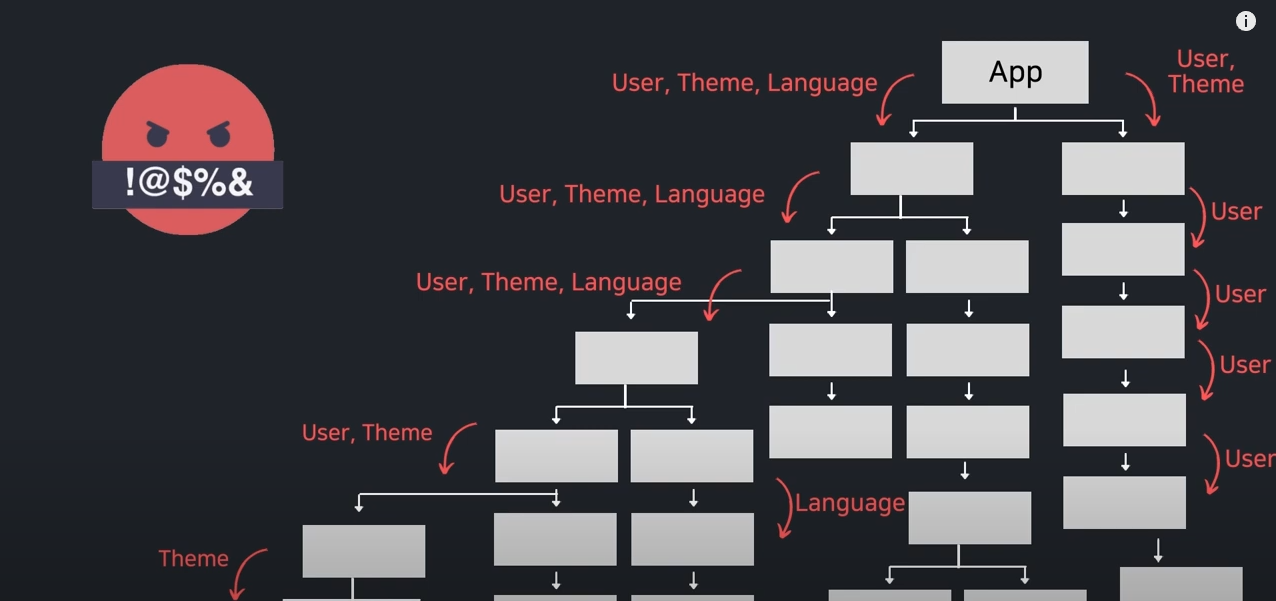 App
User,
Theme
User, Theme, Language
!@$%&
User, Theme, Language
User
User, Theme, Language
User
User
User, Theme
User
Language
Theme